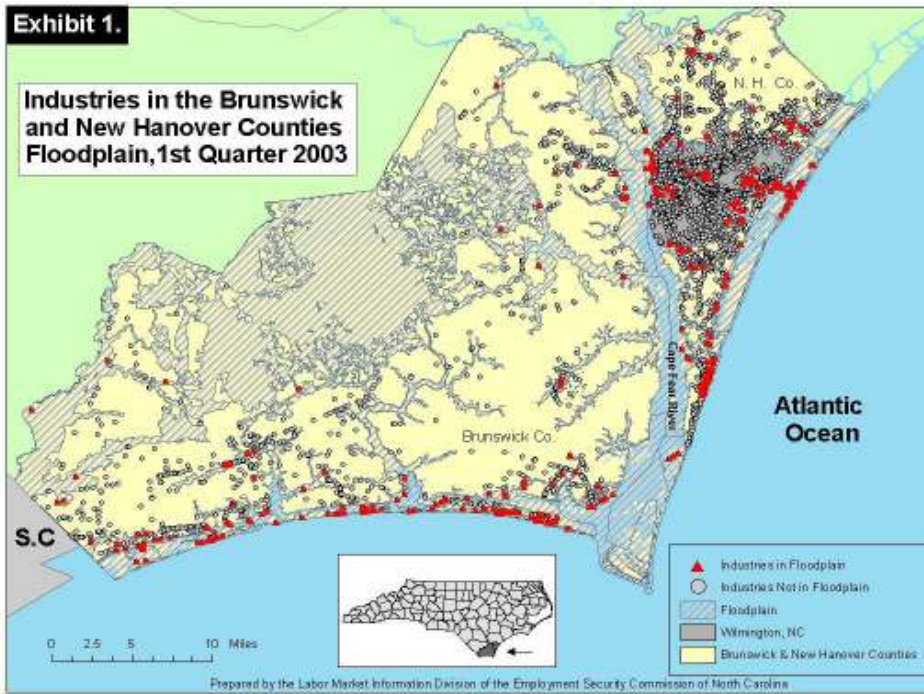 Exhibit 1.
Industries in the Brunswick
and New Hanover Counties
Floodplain,1st Quarter 2003
N. H. Co.
Cape Fear River
Atlantic
Ocean
Brunswick Co.
S.C
Industries in Floodplain
Industries Not in Floodplain
Floodplain
Wilmington, NC
Brunswick & New Hanover Counties
0 2.5 5 10 Miles
Prepared by the Labor Market Information Division of the Employment Security Commission of North Carolina